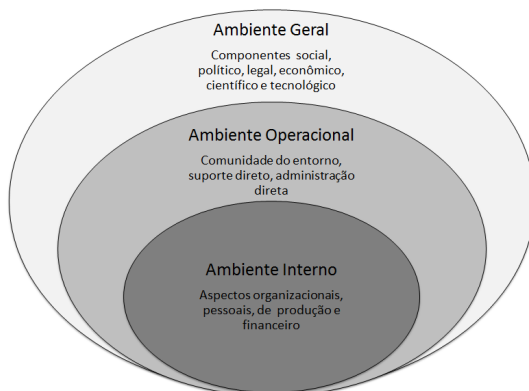 Ambiente Geral
Componentes social,
político, legal, econômico,
científico e tecnológico
Ambiente Operacional
Comunidade do entorno,
suporte direto, administração
direta
Ambiente Interno
Aspectos organizacionais,
pessoais, de produção e
financeiro